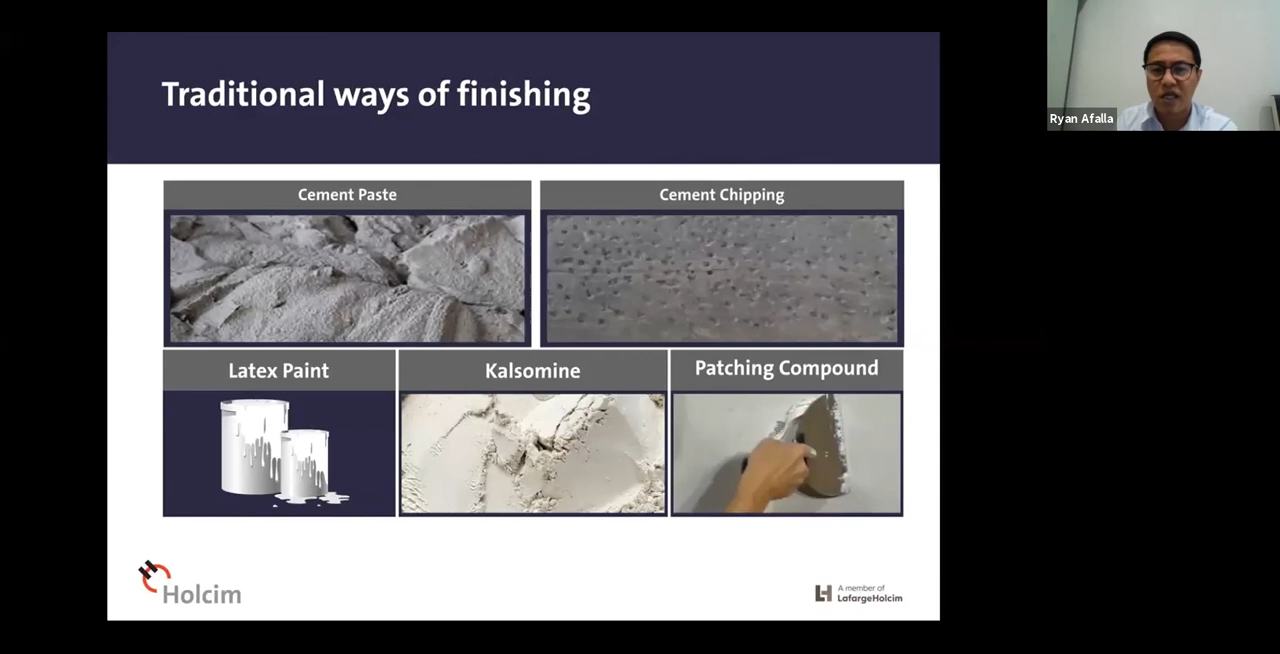 Traditional ways of finishing
Ryan Afalla
Cement Paste
Cement Chipping
Latex Paint
Kalsomine
Patching Compound
Holcim
A member of
LafargeHolcim